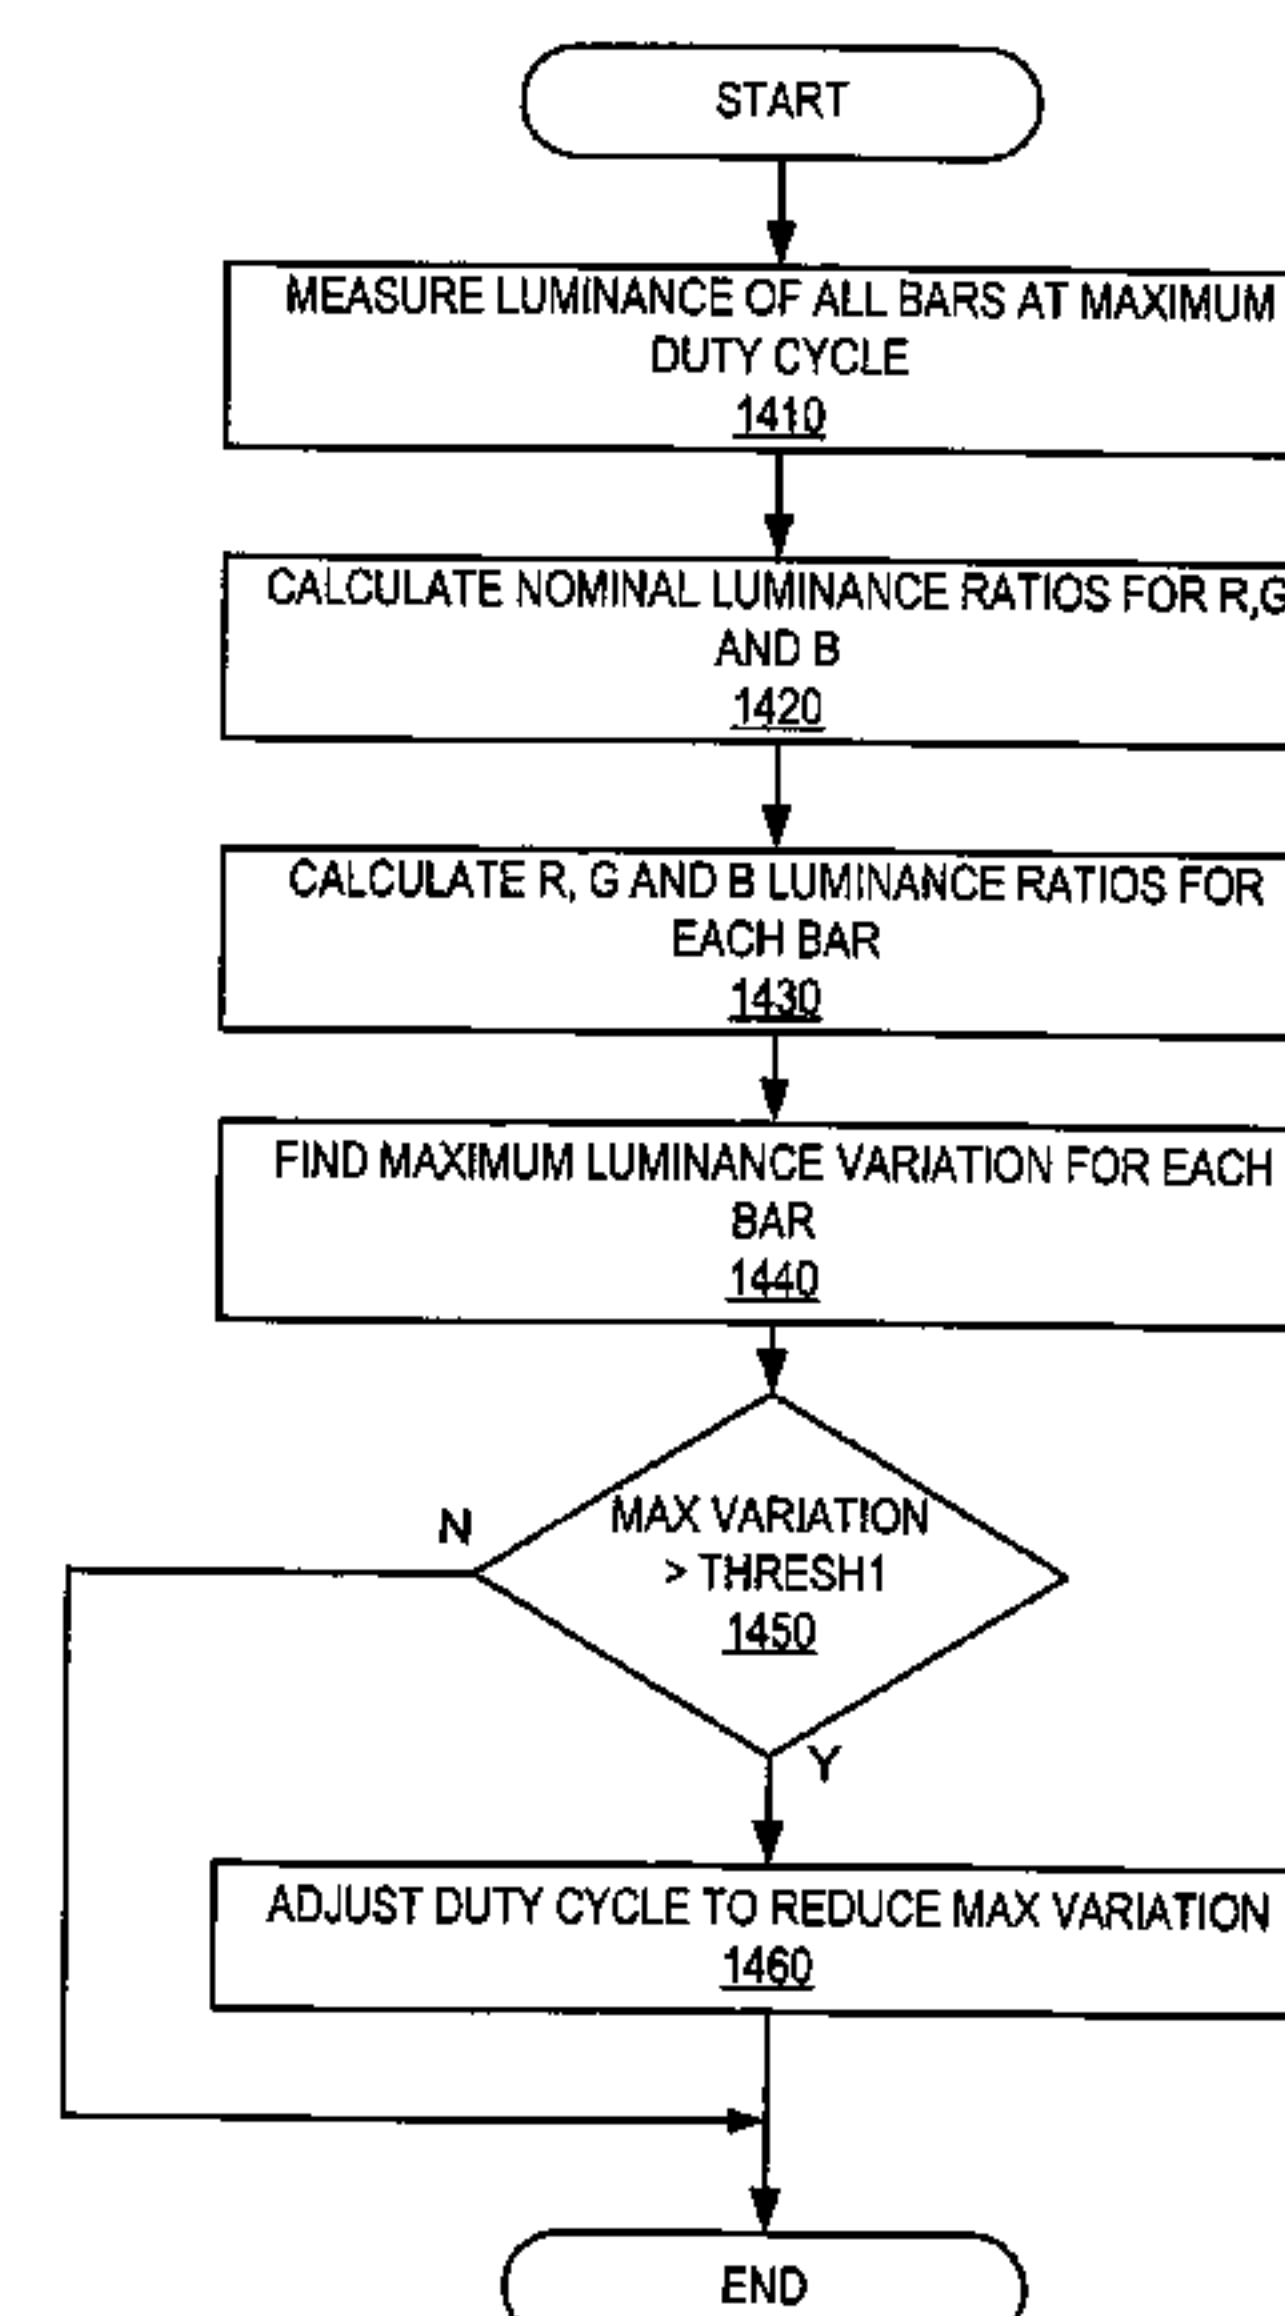 START
MEASURE LUMINANCE OF ALL BARS AT MAXIMUM
DUTY CYCLE
1410
CALCULATE NOMINAL LUMINANCE RATIOS FOR R,G
AND B
1420
CALCULATE R, G AND B LUMINANCE RATIOS FOR
EACH BAR
1430
FIND MAXIMUM LUMINANCE VARIATION FOR EACH
BAR
1440
N
MAX VARIATION
> THRESH1
1450
Y
ADJUST DUTY CYCLE TO REDUCE MAX VARIATION
1460
END